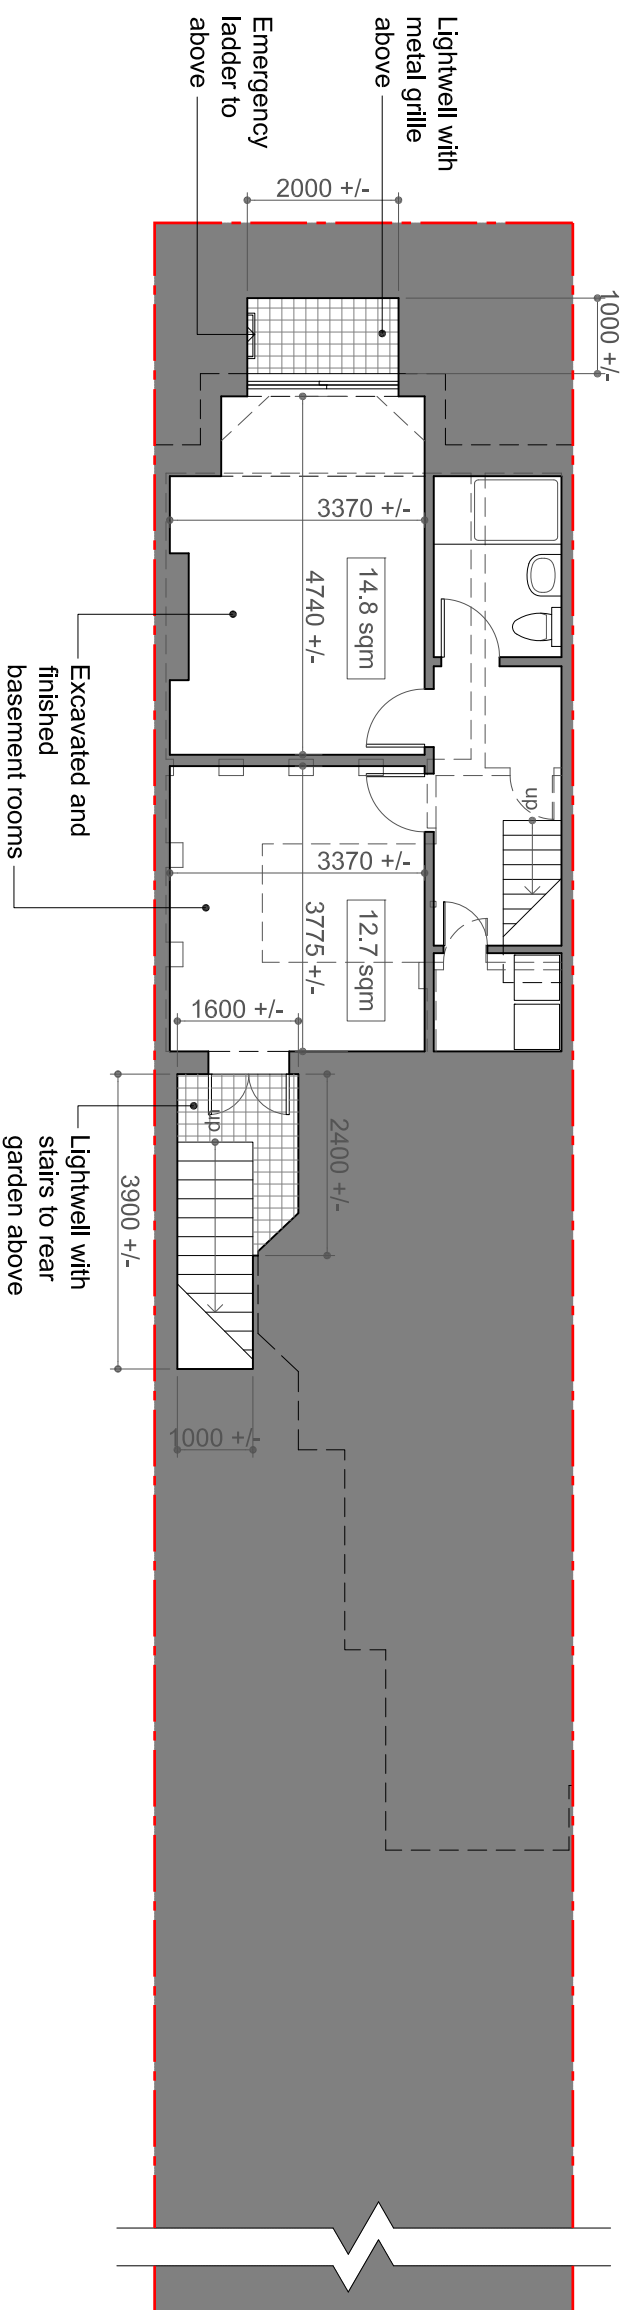 Lightwell with
metal grille
above
Emergency
ladder to
above
2000 +/-
1000 +/-
3370 +/-
14.8 sqm
4740 +/-
Excavated and
finished
basement rooms
up
3370 +/-
12.7 sqm
3775 +/-
1600 +/-
up
2400 +/-
Lightwell with
stairs to rear
garden above
3900 +/-
1000 +/-